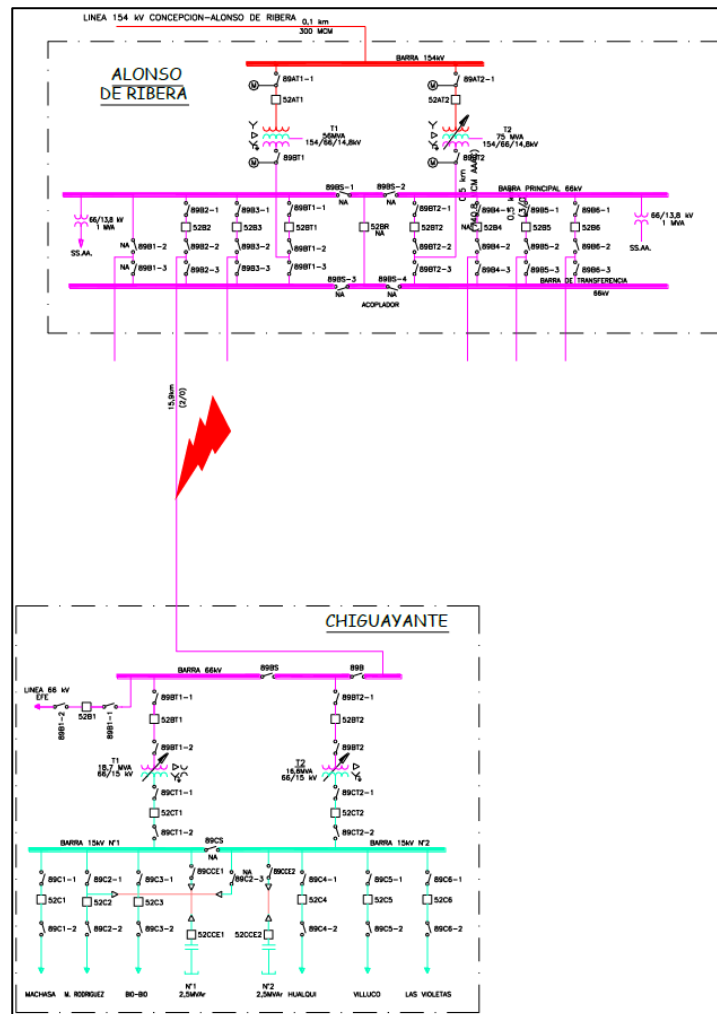 LINEA 154 kV CONCEPCION-ALONSO DE RIBERA
0,1 km
300 MCM
BARRA 154kV
ALONSO
DE RIBERA
89AT1-1
89AT2-1
M
M
52AT1
52AT2
T1
56MVA
154/66/14,8kV
T2
75 MVA
154/66/14,8kV
M
89BT1
M
89BT2
89BS-1
NA
89BS-2
NA
BARRA PRINCIPAL 66kV
66/13,8 kV
1 MVA
SS.AA.
NA
89B1-2
NA
89B1-3
89B2-1
52B2
89B2-2
89B2-3
89B3-1
52B3
89B3-2
89B3-3
89BT1-1
52BT1
89BT1-2
89BT1-3
52BR
NA
89BT2-1
52BT2
89BT2-2
89BT2-3
89B4-1
NA
52B4
89B4-2
89B4-3
0,5 km
89B5-1
52B5
89B5-2
89B5-3
89B6-1
52B6
89B6-2
89B6-3
66/13,8 kV
1 MVA
SS.AA.
89BS-3
NA
89BS-4
NA
BARRA DE TRANSFERENCIA
66kV
ACOPLADOR
15,9km
(2/0)
CHIGUAYANTE
BARRA 66kV
89BS
89B
LINEA 66 kV
EFE
89B1-2
52B1
89B1-1
89BT1-1
52BT1
89BT1-2
89BT2-1
52BT2
89BT2
T1
18,7 MVA
66/15 kV
T2
16,8MVA
66/15 kV
89CT1-1
52CT1
89CT1-2
89CT2-1
52CT2
89CT2-2
BARRA 15kV N°1
89CS
NA
BARRA 15kV N°2
89C1-1
52C1
89C1-2
89C2-1
52C2
89C2-2
89C3-1
52C3
89C3-2
89CCE1
52CCE1
NA
89C2-3
89CCE2
52CCE2
89C4-1
52C4
89C4-2
89C5-1
52C5
89C5-2
89C6-1
52C6
89C6-2
MACHASA
M. RODRIGUEZ
BIO-BIO
N°1
2,5MVAr
N°2
2,5MVAr
HUALQUI
VILLUCO
LAS VIOLETAS